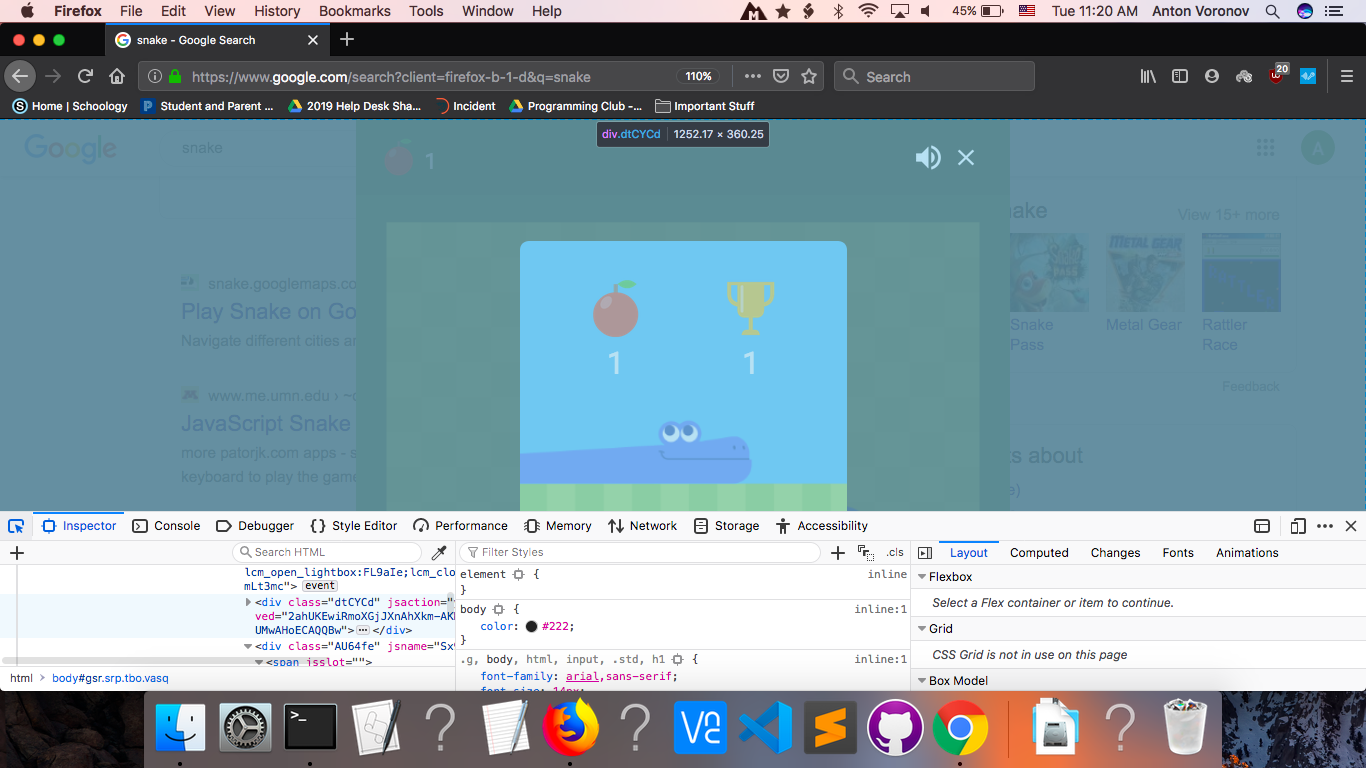 Firefox File Edit View History Bookmarks Tools Window Help 45% Tue 11:20 AM Anton Voronov
snake - Google Search
https://www.google.com/search?client=firefox-b-1-d&q=snake 110% Search 20
Home | Schoology Student and Parent ... 2019 Help Desk Sha... Incident Programming Club -... Important Stuff
div.dtCYCd 1252.17 × 360.25
Google snake 1 A
ake View 15+ more
snake.googlemaps.co
Play Snake on Go
Navigate different cities a
METAL GEAR
Snake Pass
Metal Gear
Rattler Race
1 1
Feedback
www.me.umn.edu ›
JavaScript Snake
more patorjk.com apps - s
keyboard to play the game
s about
e)
Inspector Console Debugger Style Editor Performance Memory Network Storage Accessibility
Search HTML Filter Styles .cls Layout Computed Changes Fonts Animations
lcm_open_lightbox:FL9aIe;lcm_clo
mLt3mc"> event
<div class="dtCYCd" jsaction="
ved="2ahUKEwiRmoXGjJXnAhXkm-AK
UMwAHoECAQQBw"></div>
<div class="AU64fe" jsname="Sx
<span jsslot="">
element { inline
}
body { inline:1
color: #222;
}
.g, body, html, input, .std, h1 { inline:1
font-family: arial,sans-serif;
font-size: 14px;
Flexbox
Select a Flex container or item to continue.
Grid
CSS Grid is not in use on this page
Box Model
html body#gsr.srp.tbo.vasq